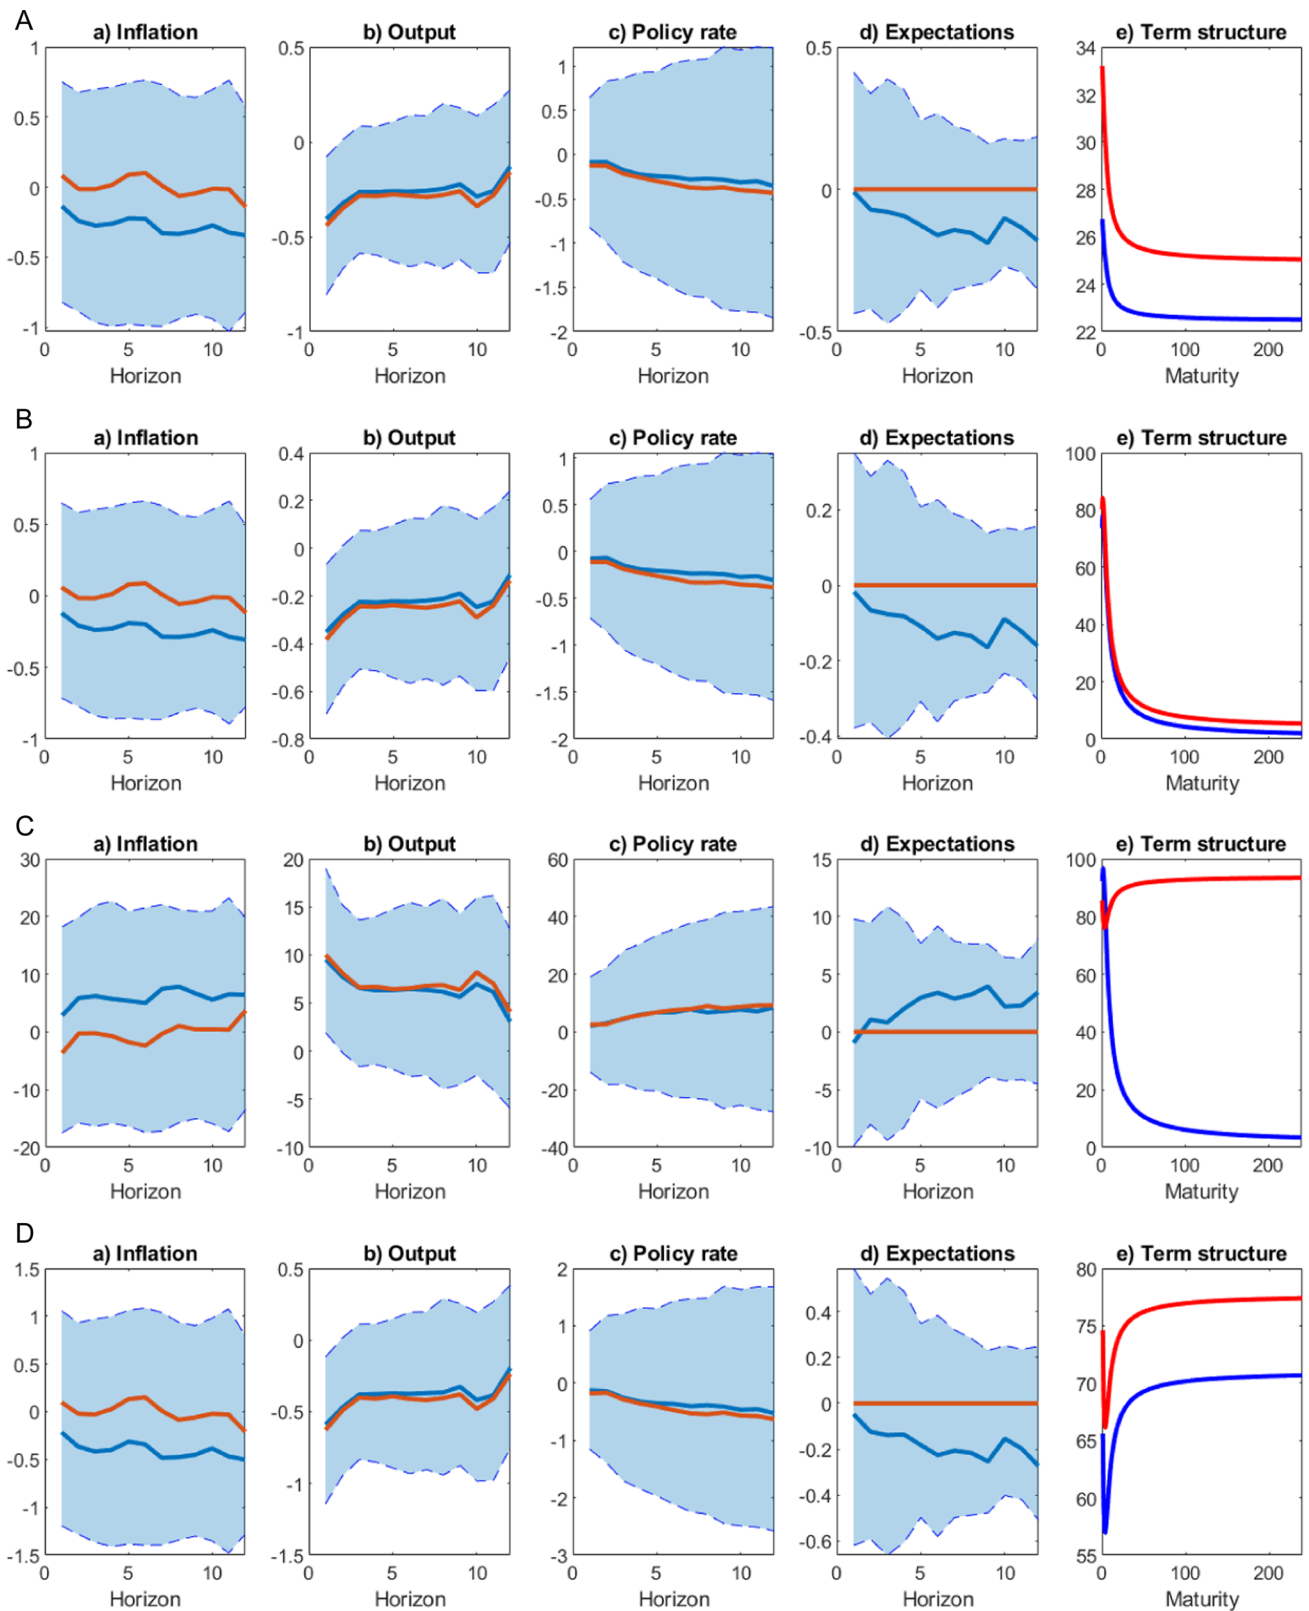 A
a) Inflation
1
0.5
0
-0.5
-1
0 5 10
Horizon
b) Output
0.5
0
-0.5
-1
0 5 10
Horizon
c) Policy rate
1
0.5
0
-0.5
-1
-1.5
-2
0 5 10
Horizon
d) Expectations
0.5
0
-0.5
0 5 10
Horizon
e) Term structure
34
32
30
28
26
24
22
0 100 200
Maturity
B
a) Inflation
1
0.5
0
-0.5
-1
0 5 10
Horizon
b) Output
0.4
0.2
0
-0.2
-0.4
-0.6
-0.8
0 5 10
Horizon
c) Policy rate
1
0.5
0
-0.5
-1
-1.5
-2
0 5 10
Horizon
d) Expectations
0.2
0
-0.2
-0.4
0 5 10
Horizon
e) Term structure
100
80
60
40
20
0
0 100 200
Maturity
C
a) Inflation
30
20
10
0
-10
-20
0 5 10
Horizon
b) Output
20
15
10
5
0
-5
-10
0 5 10
Horizon
c) Policy rate
60
40
20
0
-20
-40
0 5 10
Horizon
d) Expectations
15
10
5
0
-5
-10
0 5 10
Horizon
e) Term structure
100
80
60
40
20
0
0 100 200
Maturity
D
a) Inflation
1.5
1
0.5
0
-0.5
-1
-1.5
0 5 10
Horizon
b) Output
0.5
0
-0.5
-1
-1.5
0 5 10
Horizon
c) Policy rate
2
1
0
-1
-2
-3
0 5 10
Horizon
d) Expectations
0.4
0.2
0
-0.2
-0.4
-0.6
0 5 10
Horizon
e) Term structure
80
75
70
65
60
55
0 100 200
Maturity